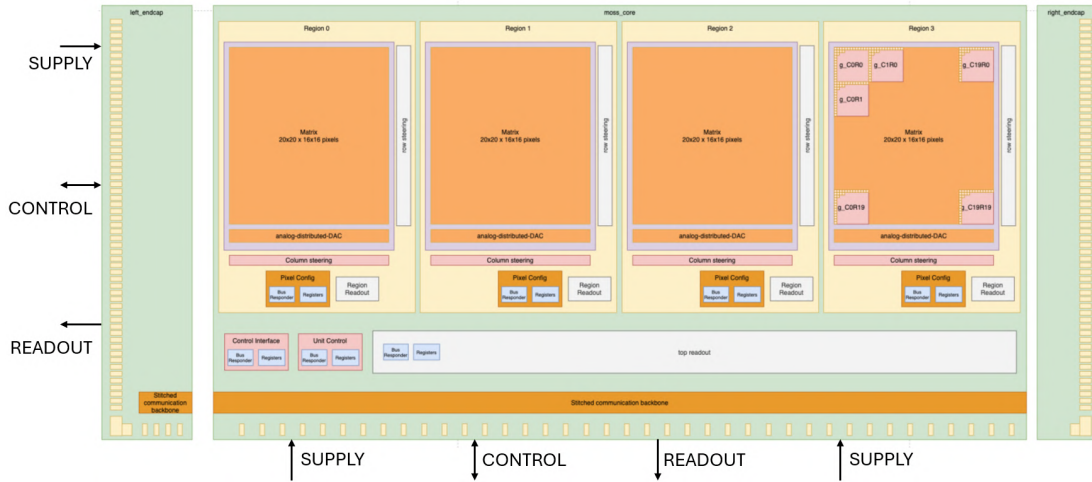 left_endcap
moss_core
right_endcap
Region 0
Region 1
Region 2
Region 3
SUPPLY
CONTROL
READOUT
Matrix
20x20 x 16x16 pixels
row steering
Matrix
20x20 x 16x16 pixels
row steering
Matrix
20x20 x 16x16 pixels
row steering
g_C0R0
g_C1R0
g_C19R0
g_C0R1
Matrix
20x20 x 16x16 pixels
g_C0R19
g_C19R19
row steering
analog-distributed-DAC
analog-distributed-DAC
analog-distributed-DAC
analog-distributed-DAC
Column steering
Column steering
Column steering
Column steering
Pixel Config
Bus
Responder
Registers
Region
Readout
Pixel Config
Bus
Responder
Registers
Region
Readout
Pixel Config
Bus
Responder
Registers
Region
Readout
Pixel Config
Bus
Responder
Registers
Region
Readout
Control Interface
Bus
Responder
Registers
Unit Control
Bus
Responder
Registers
Bus
Responder
Registers
top readout
Stitched
communication
backbone
Stitched communication backbone
SUPPLY
CONTROL
READOUT
SUPPLY